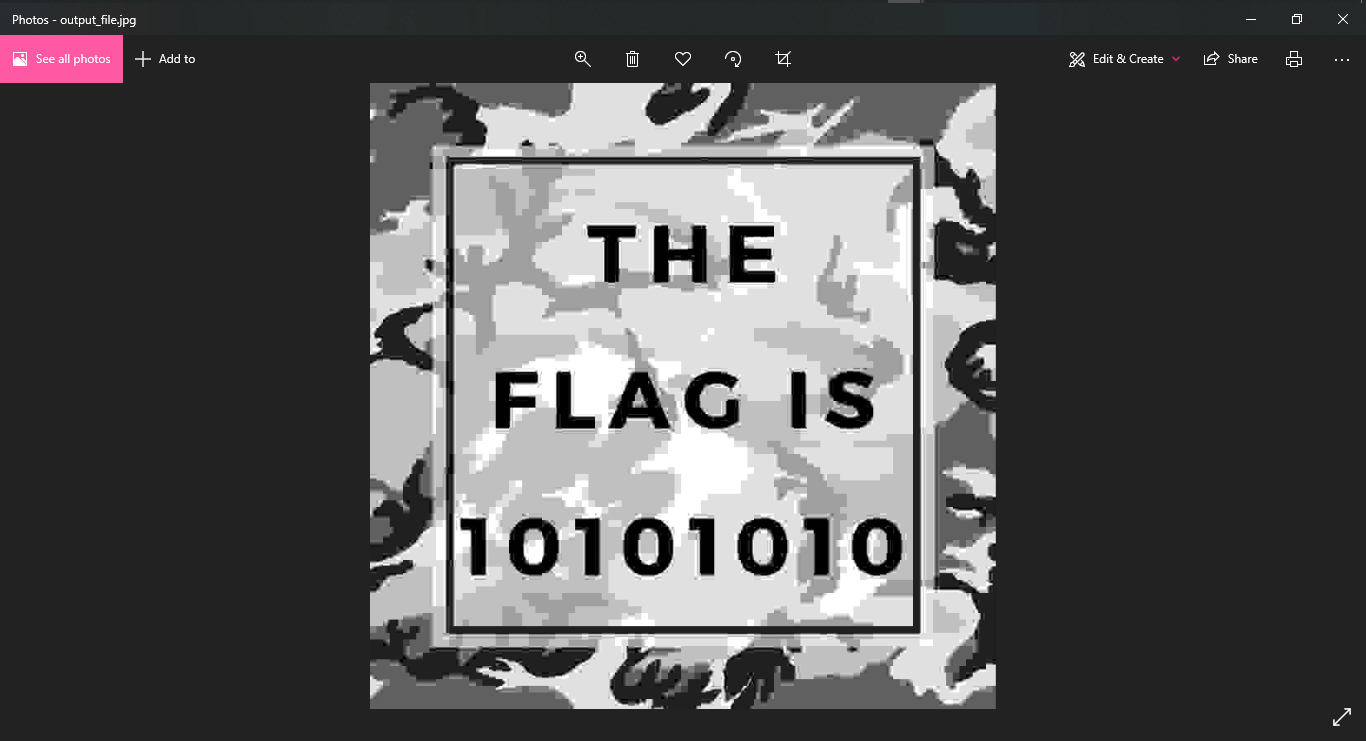 Photos - output_file.jpg
See all photos
Add to
Edit & Create
Share
THE
FLAG IS
10101010